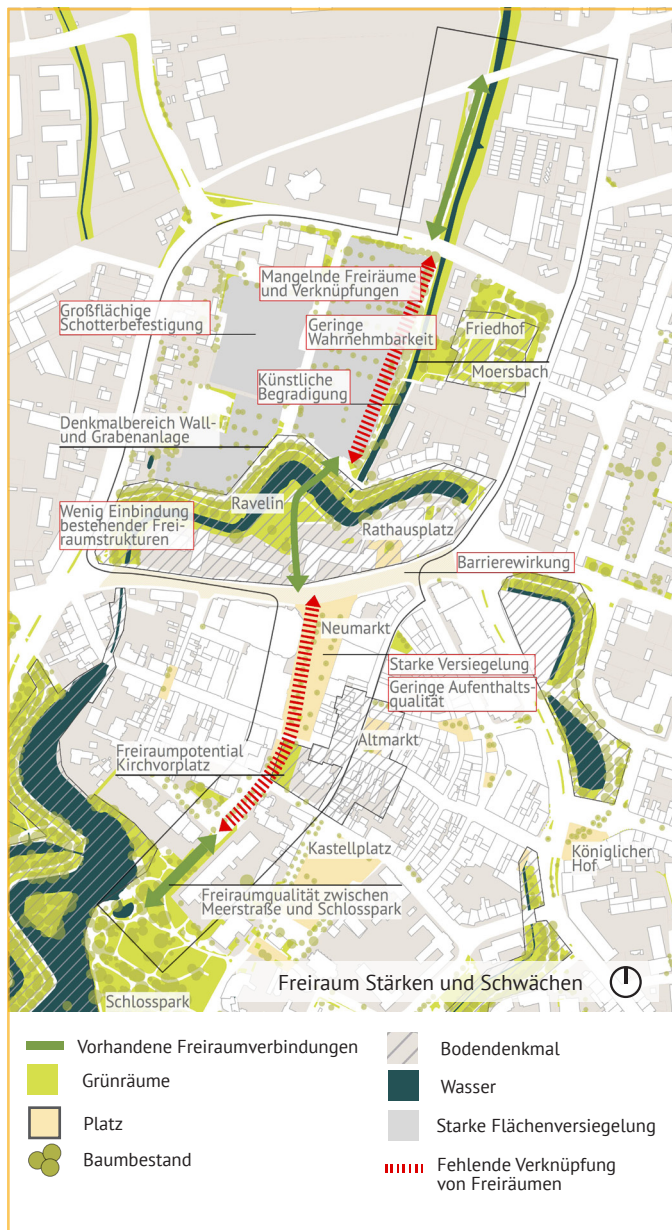 Mangelnde Freiräume
und Verknüpfungen
Großflächige
Schotterbefestigung
Geringe
Wahrnehmbarkeit
Friedhof
Moersbach
Künstliche
Begradigung
Denkmalbereich Wall-
und Grabenanlage
Ravelin
Wenig Einbindung
bestehender Frei-
raumstrukturen
Rathausplatz
Barrierewirkung
Neumarkt
Starke Versiegelung
Geringe Aufenthalts-
qualität
Altmarkt
Freiraumpotential
Kirchvorplatz
Kastellplatz
Königlicher
Hof
Freiraumqualität zwischen
Meerstraße und Schlosspark
Schlosspark
Freiraum Stärken und Schwächen
Vorhandene Freiraumverbindungen
Grünräume
Platz
Baumbestand
Bodendenkmal
Wasser
Starke Flächenversiegelung
Fehlende Verknüpfung
von Freiräumen